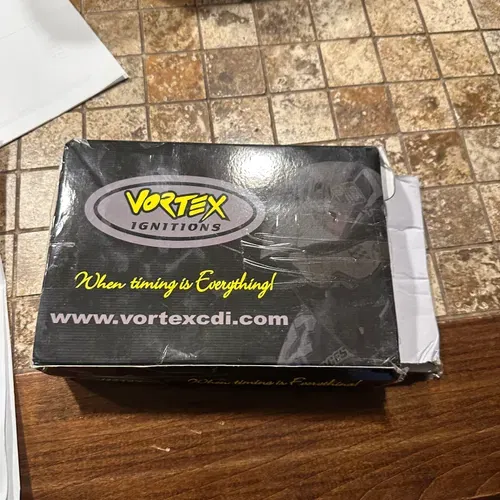 VORTEX
IGNITIONS
When timing is Everything!
www.vortexcdi.com
When timing is Everything!